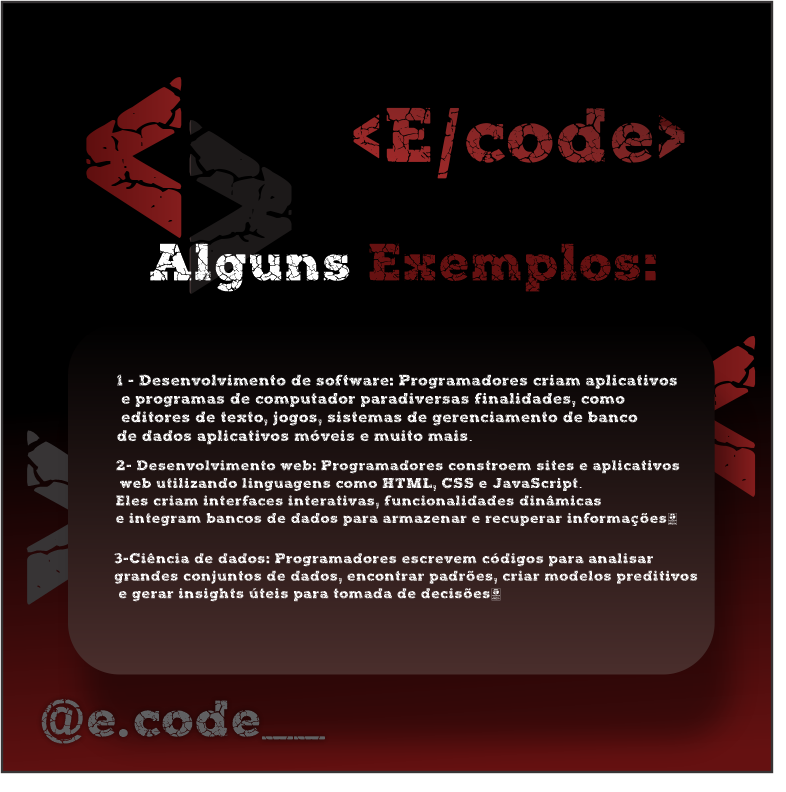 <E/code>
Alguns Exemplos:
1 - Desenvolvimento de software: Programadores criam aplicativos
e programas de computador paradiversas finalidades, como
editores de texto, jogos, sistemas de gerenciamento de banco
de dados aplicativos móveis e muito mais.
2- Desenvolvimento web: Programadores constroem sites e aplicativos
web utilizando linguagens como HTML, CSS e JavaScript.
Eles criam interfaces interativas, funcionalidades dinâmicas
e integram bancos de dados para armazenar e recuperar informações
3-Ciência de dados: Programadores escrevem códigos para analisar
grandes conjuntos de dados, encontrar padrões, criar modelos preditivos
e gerar insights úteis para tomada de decisões
@e.code__